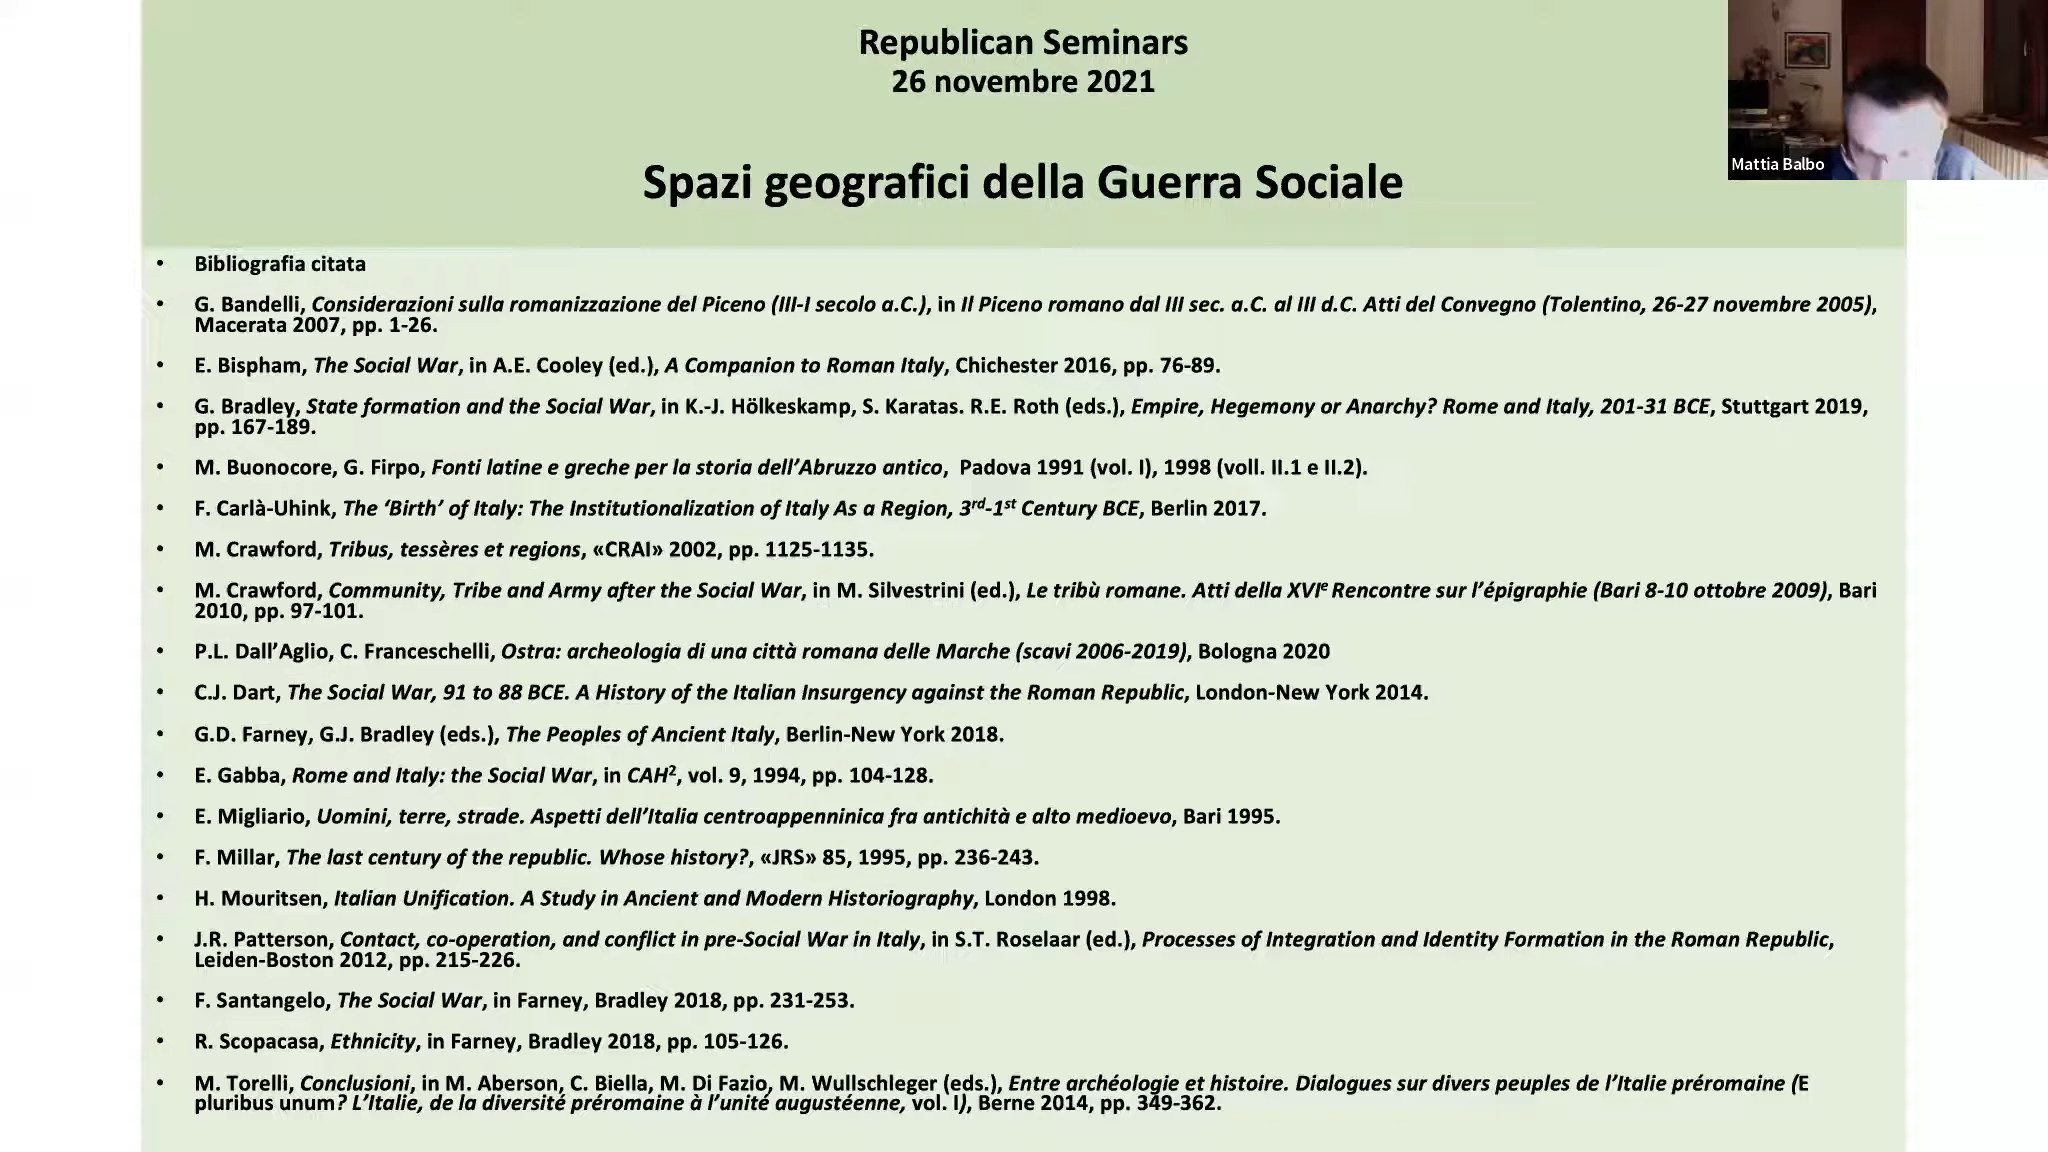 Republican Seminars
26 novembre 2021
Spazi geografici della Guerra Sociale
Mattia Balbo
• Bibliografia citata
• G. Bandelli, Considerazioni sulla romanizzazione del Piceno (III-I secolo a.C.), in Il Piceno romano dal III sec. a.C. al III d.C. Atti del Convegno (Tolentino, 26-27 novembre 2005),
Macerata 2007, pp. 1-26.
• E. Bispham, The Social War, in A.E. Cooley (ed.), A Companion to Roman Italy, Chichester 2016, pp. 76-89.
• G. Bradley, State formation and the Social War, in K.-J. Hölkeskamp, S. Karatas. R.E. Roth (eds.), Empire, Hegemony or Anarchy? Rome and Italy, 201-31 BCE, Stuttgart 2019,
pp. 167-189.
• M. Buonocore, G. Firpo, Fonti latine e greche per la storia dell’Abruzzo antico, Padova 1991 (vol. I), 1998 (voll. II.1 e II.2).
• F. Carlà-Uhink, The ‘Birth’ of Italy: The Institutionalization of Italy As a Region, 3rd-1st Century BCE, Berlin 2017.
• M. Crawford, Tribus, tessères et regions, «CRAI» 2002, pp. 1125-1135.
• M. Crawford, Community, Tribe and Army after the Social War, in M. Silvestrini (ed.), Le tribù romane. Atti della XVIe Rencontre sur l’épigraphie (Bari 8-10 ottobre 2009), Bari
2010, pp. 97-101.
• P.L. Dall’Aglio, C. Franceschelli, Ostra: archeologia di una città romana delle Marche (scavi 2006-2019), Bologna 2020
• C.J. Dart, The Social War, 91 to 88 BCE. A History of the Italian Insurgency against the Roman Republic, London-New York 2014.
• G.D. Farney, G.J. Bradley (eds.), The Peoples of Ancient Italy, Berlin-New York 2018.
• E. Gabba, Rome and Italy: the Social War, in CAH², vol. 9, 1994, pp. 104-128.
• E. Migliario, Uomini, terre, strade. Aspetti dell’Italia centroappenninica fra antichità e alto medioevo, Bari 1995.
• F. Millar, The last century of the republic. Whose history?, «JRS» 85, 1995, pp. 236-243.
• H. Mouritsen, Italian Unification. A Study in Ancient and Modern Historiography, London 1998.
• J.R. Patterson, Contact, co-operation, and conflict in pre-Social War in Italy, in S.T. Roselaar (ed.), Processes of Integration and Identity Formation in the Roman Republic,
Leiden-Boston 2012, pp. 215-226.
• F. Santangelo, The Social War, in Farney, Bradley 2018, pp. 231-253.
• R. Scopacasa, Ethnicity, in Farney, Bradley 2018, pp. 105-126.
• M. Torelli, Conclusioni, in M. Aberson, C. Biella, M. Di Fazio, M. Wullschleger (eds.), Entre archéologie et histoire. Dialogues sur divers peuples de l’Italie préromaine (E
pluribus unum? L’Italie, de la diversité préromaine à l’unité augustéenne, vol. I), Berne 2014, pp. 349-362.